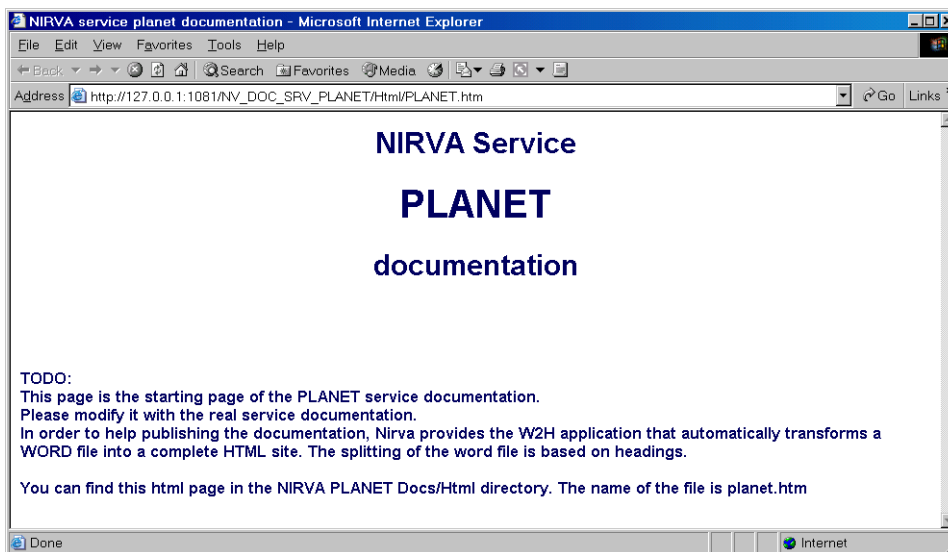 NIRVA service planet documentation - Microsoft Internet Explorer
File Edit View Favorites Tools Help
Back Search Favorites Media
Address http://127.0.0.1:1081/NV_DOC_SRV_PLANET/Html/PLANET.htm Go Links
NIRVA Service
PLANET
documentation
TODO:
This page is the starting page of the PLANET service documentation.
Please modify it with the real service documentation.
In order to help publishing the documentation, Nirva provides the W2H application that automatically transforms a
WORD file into a complete HTML site. The splitting of the word file is based on headings.
You can find this html page in the NIRVA PLANET Docs/Html directory. The name of the file is planet.htm
Done Internet